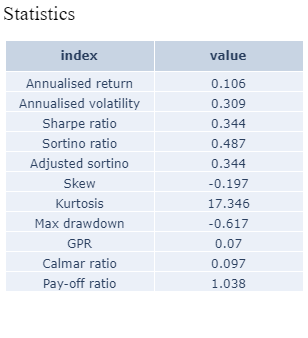 Statistics
index value
Annualised return 0.106
Annualised volatility 0.309
Sharpe ratio 0.344
Sortino ratio 0.487
Adjusted sortino 0.344
Skew -0.197
Kurtosis 17.346
Max drawdown -0.617
GPR 0.07
Calmar ratio 0.097
Pay-off ratio 1.038